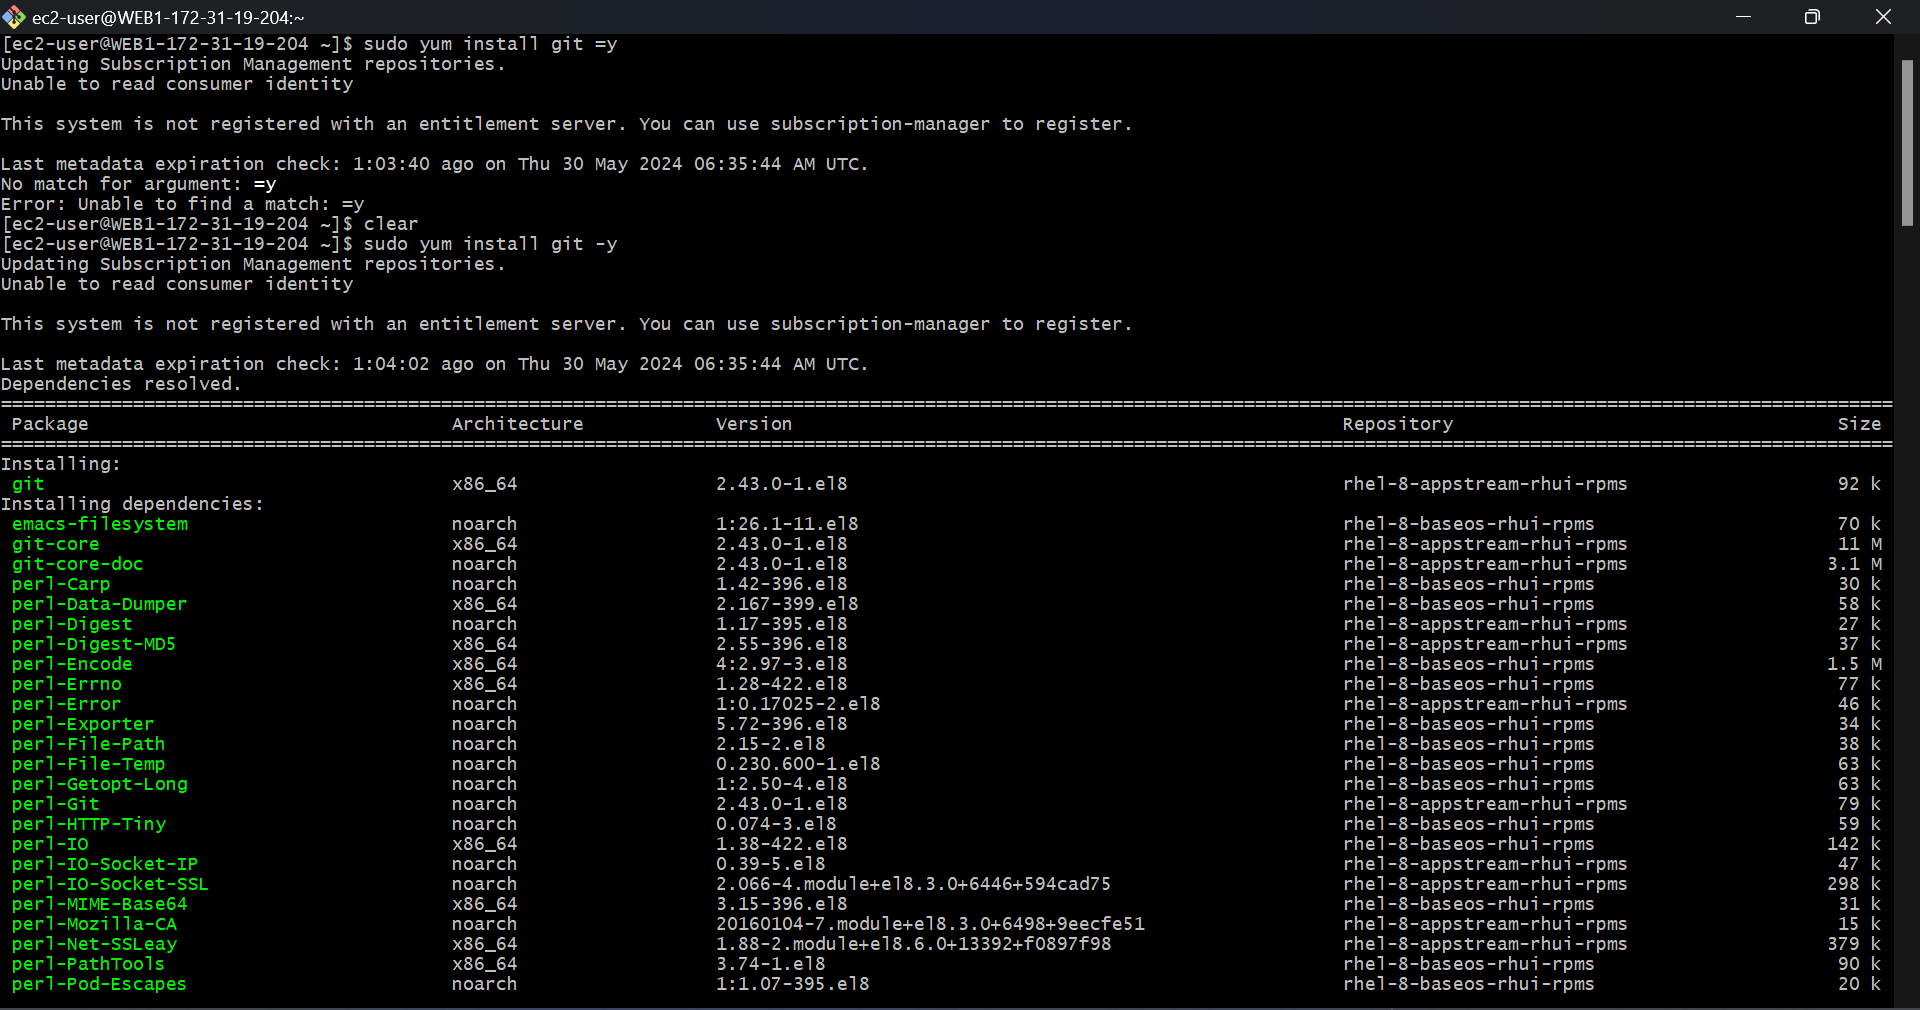 ec2-user@WEB1-172-31-19-204:~
[ec2-user@WEB1-172-31-19-204 ~]$ sudo yum install git =y
Updating Subscription Management repositories.
Unable to read consumer identity
This system is not registered with an entitlement server. You can use subscription-manager to register.
Last metadata expiration check: 1:03:40 ago on Thu 30 May 2024 06:35:44 AM UTC.
No match for argument: =y
Error: Unable to find a match: =y
[ec2-user@WEB1-172-31-19-204 ~]$ clear
[ec2-user@WEB1-172-31-19-204 ~]$ sudo yum install git -y
Updating Subscription Management repositories.
Unable to read consumer identity
This system is not registered with an entitlement server. You can use subscription-manager to register.
Last metadata expiration check: 1:04:02 ago on Thu 30 May 2024 06:35:44 AM UTC.
Dependencies resolved.
Package Architecture Version Repository Size
Installing:
git x86_64 2.43.0-1.el8 rhel-8-appstream-rhui-rpms 92 k
Installing dependencies:
emacs-filesystem noarch 1:26.1-11.el8 rhel-8-baseos-rhui-rpms 70 k
git-core x86_64 2.43.0-1.el8 rhel-8-appstream-rhui-rpms 11 M
git-core-doc noarch 2.43.0-1.el8 rhel-8-appstream-rhui-rpms 3.1 M
perl-Carp noarch 1.42-396.el8 rhel-8-baseos-rhui-rpms 30 k
perl-Data-Dumper x86_64 2.167-399.el8 rhel-8-baseos-rhui-rpms 58 k
perl-Digest noarch 1.17-395.el8 rhel-8-appstream-rhui-rpms 27 k
perl-Digest-MD5 x86_64 2.55-396.el8 rhel-8-appstream-rhui-rpms 37 k
perl-Encode x86_64 4:2.97-3.el8 rhel-8-baseos-rhui-rpms 1.5 M
perl-Errno x86_64 1.28-422.el8 rhel-8-baseos-rhui-rpms 77 k
perl-Error noarch 1:0.17025-2.el8 rhel-8-appstream-rhui-rpms 46 k
perl-Exporter noarch 5.72-396.el8 rhel-8-baseos-rhui-rpms 34 k
perl-File-Path noarch 2.15-2.el8 rhel-8-baseos-rhui-rpms 38 k
perl-File-Temp noarch 0.230.600-1.el8 rhel-8-baseos-rhui-rpms 63 k
perl-Getopt-Long noarch 1:2.50-4.el8 rhel-8-baseos-rhui-rpms 63 k
perl-Git noarch 2.43.0-1.el8 rhel-8-appstream-rhui-rpms 79 k
perl-HTTP-Tiny noarch 0.074-3.el8 rhel-8-baseos-rhui-rpms 59 k
perl-IO x86_64 1.38-422.el8 rhel-8-baseos-rhui-rpms 142 k
perl-IO-Socket-IP noarch 0.39-5.el8 rhel-8-appstream-rhui-rpms 47 k
perl-IO-Socket-SSL noarch 2.066-4.module+el8.3.0+6446+594cad75 rhel-8-appstream-rhui-rpms 298 k
perl-MIME-Base64 x86_64 3.15-396.el8 rhel-8-baseos-rhui-rpms 31 k
perl-Mozilla-CA noarch 20160104-7.module+el8.3.0+6498+9eecfe51 rhel-8-appstream-rhui-rpms 15 k
perl-Net-SSLeay x86_64 1.88-2.module+el8.6.0+13392+f0897f98 rhel-8-appstream-rhui-rpms 379 k
perl-PathTools x86_64 3.74-1.el8 rhel-8-baseos-rhui-rpms 90 k
perl-Pod-Escapes noarch 1:1.07-395.el8 rhel-8-baseos-rhui-rpms 20 k